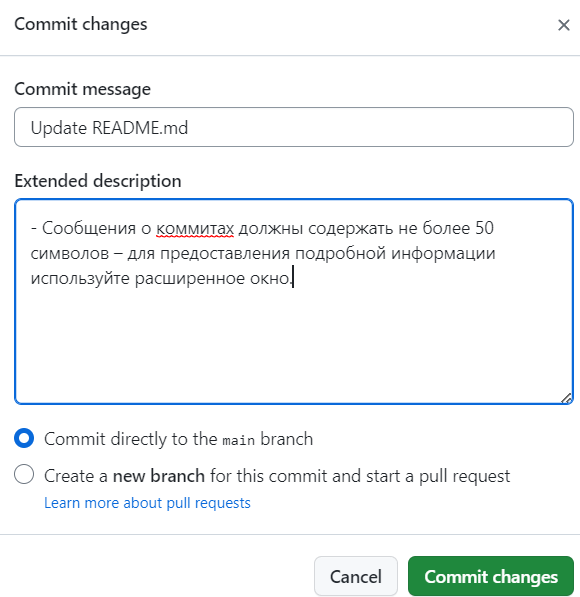 Commit changes
Commit message
Update README.md
Extended description
- Сообщения о коммитах должны содержать не более 50
символов – для предоставления подробной информации
используйте расширенное окно.
Commit directly to the main branch
Create a new branch for this commit and start a pull request
Learn more about pull requests
Cancel
Commit changes